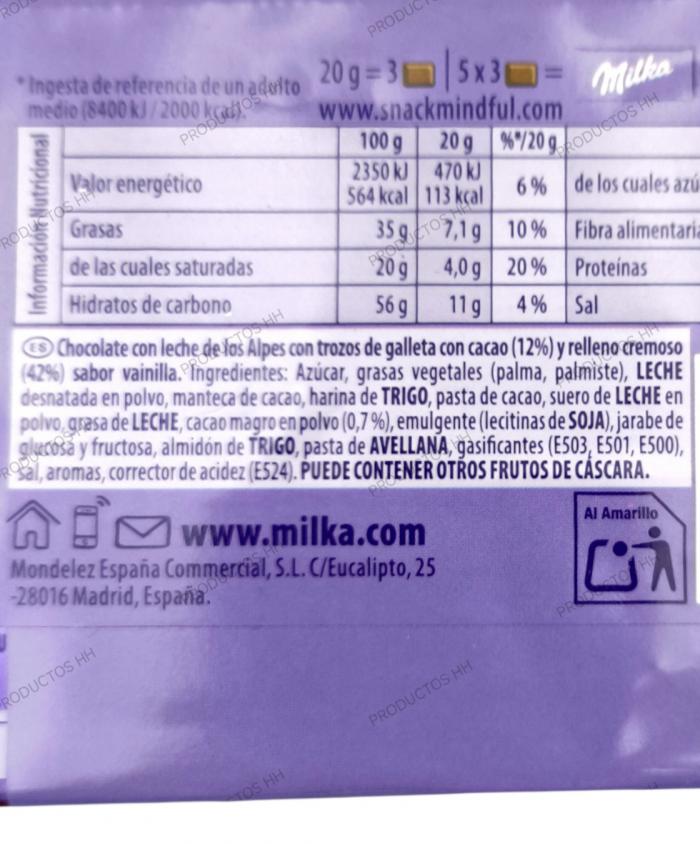 * Ingesta de referencia de un adulto
medio (8400 kJ / 2000 kcal).
20 g = 3 | 5 x 3 =
Milka
www.snackmindful.com
Información Nutricional
100 g 20 g %*/20 g
Valor energético 2350 kJ 470 kJ 6 % de los cuales azú
564 kcal 113 kcal
Grasas 35 g 7,1 g 10 % Fibra alimentaria
de las cuales saturadas 20 g 4,0 g 20 % Proteínas
Hidratos de carbono 56 g 11 g 4 % Sal
ES Chocolate con leche de los Alpes con trozos de galleta con cacao (12%) y relleno cremoso
(42%) sabor vainilla. Ingredientes: Azúcar, grasas vegetales (palma, palmiste), LECHE
desnatada en polvo, manteca de cacao, harina de TRIGO, pasta de cacao, suero de LECHE en
polvo, grasa de LECHE, cacao magro en polvo (0,7 %), emulgente (lecitinas de SOJA), jarabe de
glucosa y fructosa, almidón de TRIGO, pasta de AVELLANA, gasificantes (E503, E501, E500),
sal, aromas, corrector de acidez (E524). PUEDE CONTENER OTROS FRUTOS DE CÁSCARA.
www.milka.com
Mondelez España Commercial, S.L. C/Eucalipto, 25
-28016 Madrid, España.
Al Amarillo
PRODUCTOS HH